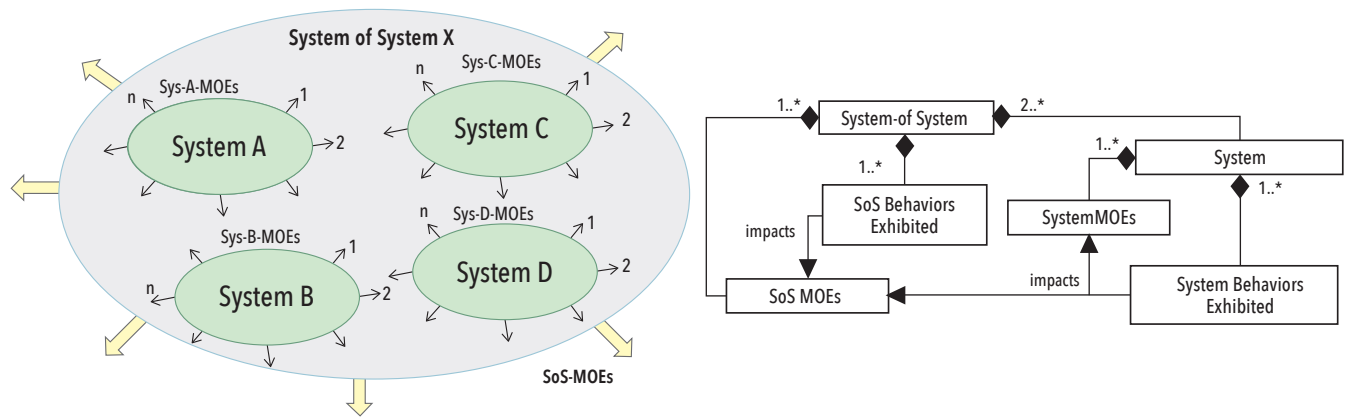 System of System X
Sys-A-MOEs
n
1
System A
2
Sys-C-MOEs
n
1
System C
2
Sys-B-MOEs
1
n
System B
2
Sys-D-MOEs
n
1
System D
2
SoS-MOEs
1..*
System-of System
2..*
1..*
SoS Behaviors
Exhibited
impacts
SoS MOEs
1..*
System
1..*
SystemMOEs
impacts
System Behaviors
Exhibited